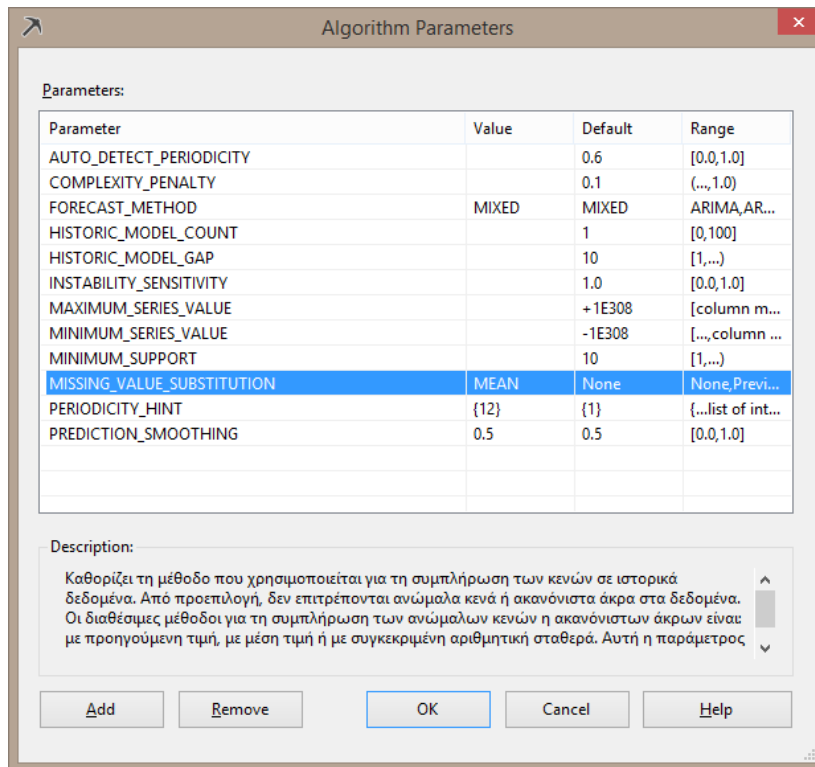 Algorithm Parameters
Parameters:
Parameter Value Default Range
AUTO_DETECT_PERIODICITY 0.6 [0.0,1.0]
COMPLEXITY_PENALTY 0.1 (...,1.0)
FORECAST_METHOD MIXED MIXED ARIMA,AR...
HISTORIC_MODEL_COUNT 1 [0,100]
HISTORIC_MODEL_GAP 10 [1,...)
INSTABILITY_SENSITIVITY 1.0 [0.0,1.0]
MAXIMUM_SERIES_VALUE +1E308 [column m...
MINIMUM_SERIES_VALUE -1E308 [...,column ...
MINIMUM_SUPPORT 10 [1,...)
MISSING_VALUE_SUBSTITUTION MEAN None None,Previ...
PERIODICITY_HINT {12} {1} {...list of int...
PREDICTION_SMOOTHING 0.5 0.5 [0.0,1.0]
Description:
Καθορίζει τη μέθοδο που χρησιμοποιείται για τη συμπλήρωση των κενών σε ιστορικά
δεδομένα. Από προεπιλογή, δεν επιτρέπονται ανώμαλα κενά ή ακανόνιστα άκρα στα δεδομένα.
Οι διαθέσιμες μέθοδοι για τη συμπλήρωση των ανώμαλων κενών η ακανόνιστων άκρων είναι:
με προηγούμενη τιμή, με μέση τιμή ή με συγκεκριμένη αριθμητική σταθερά. Αυτή η παράμετρος
Add Remove OK Cancel Help